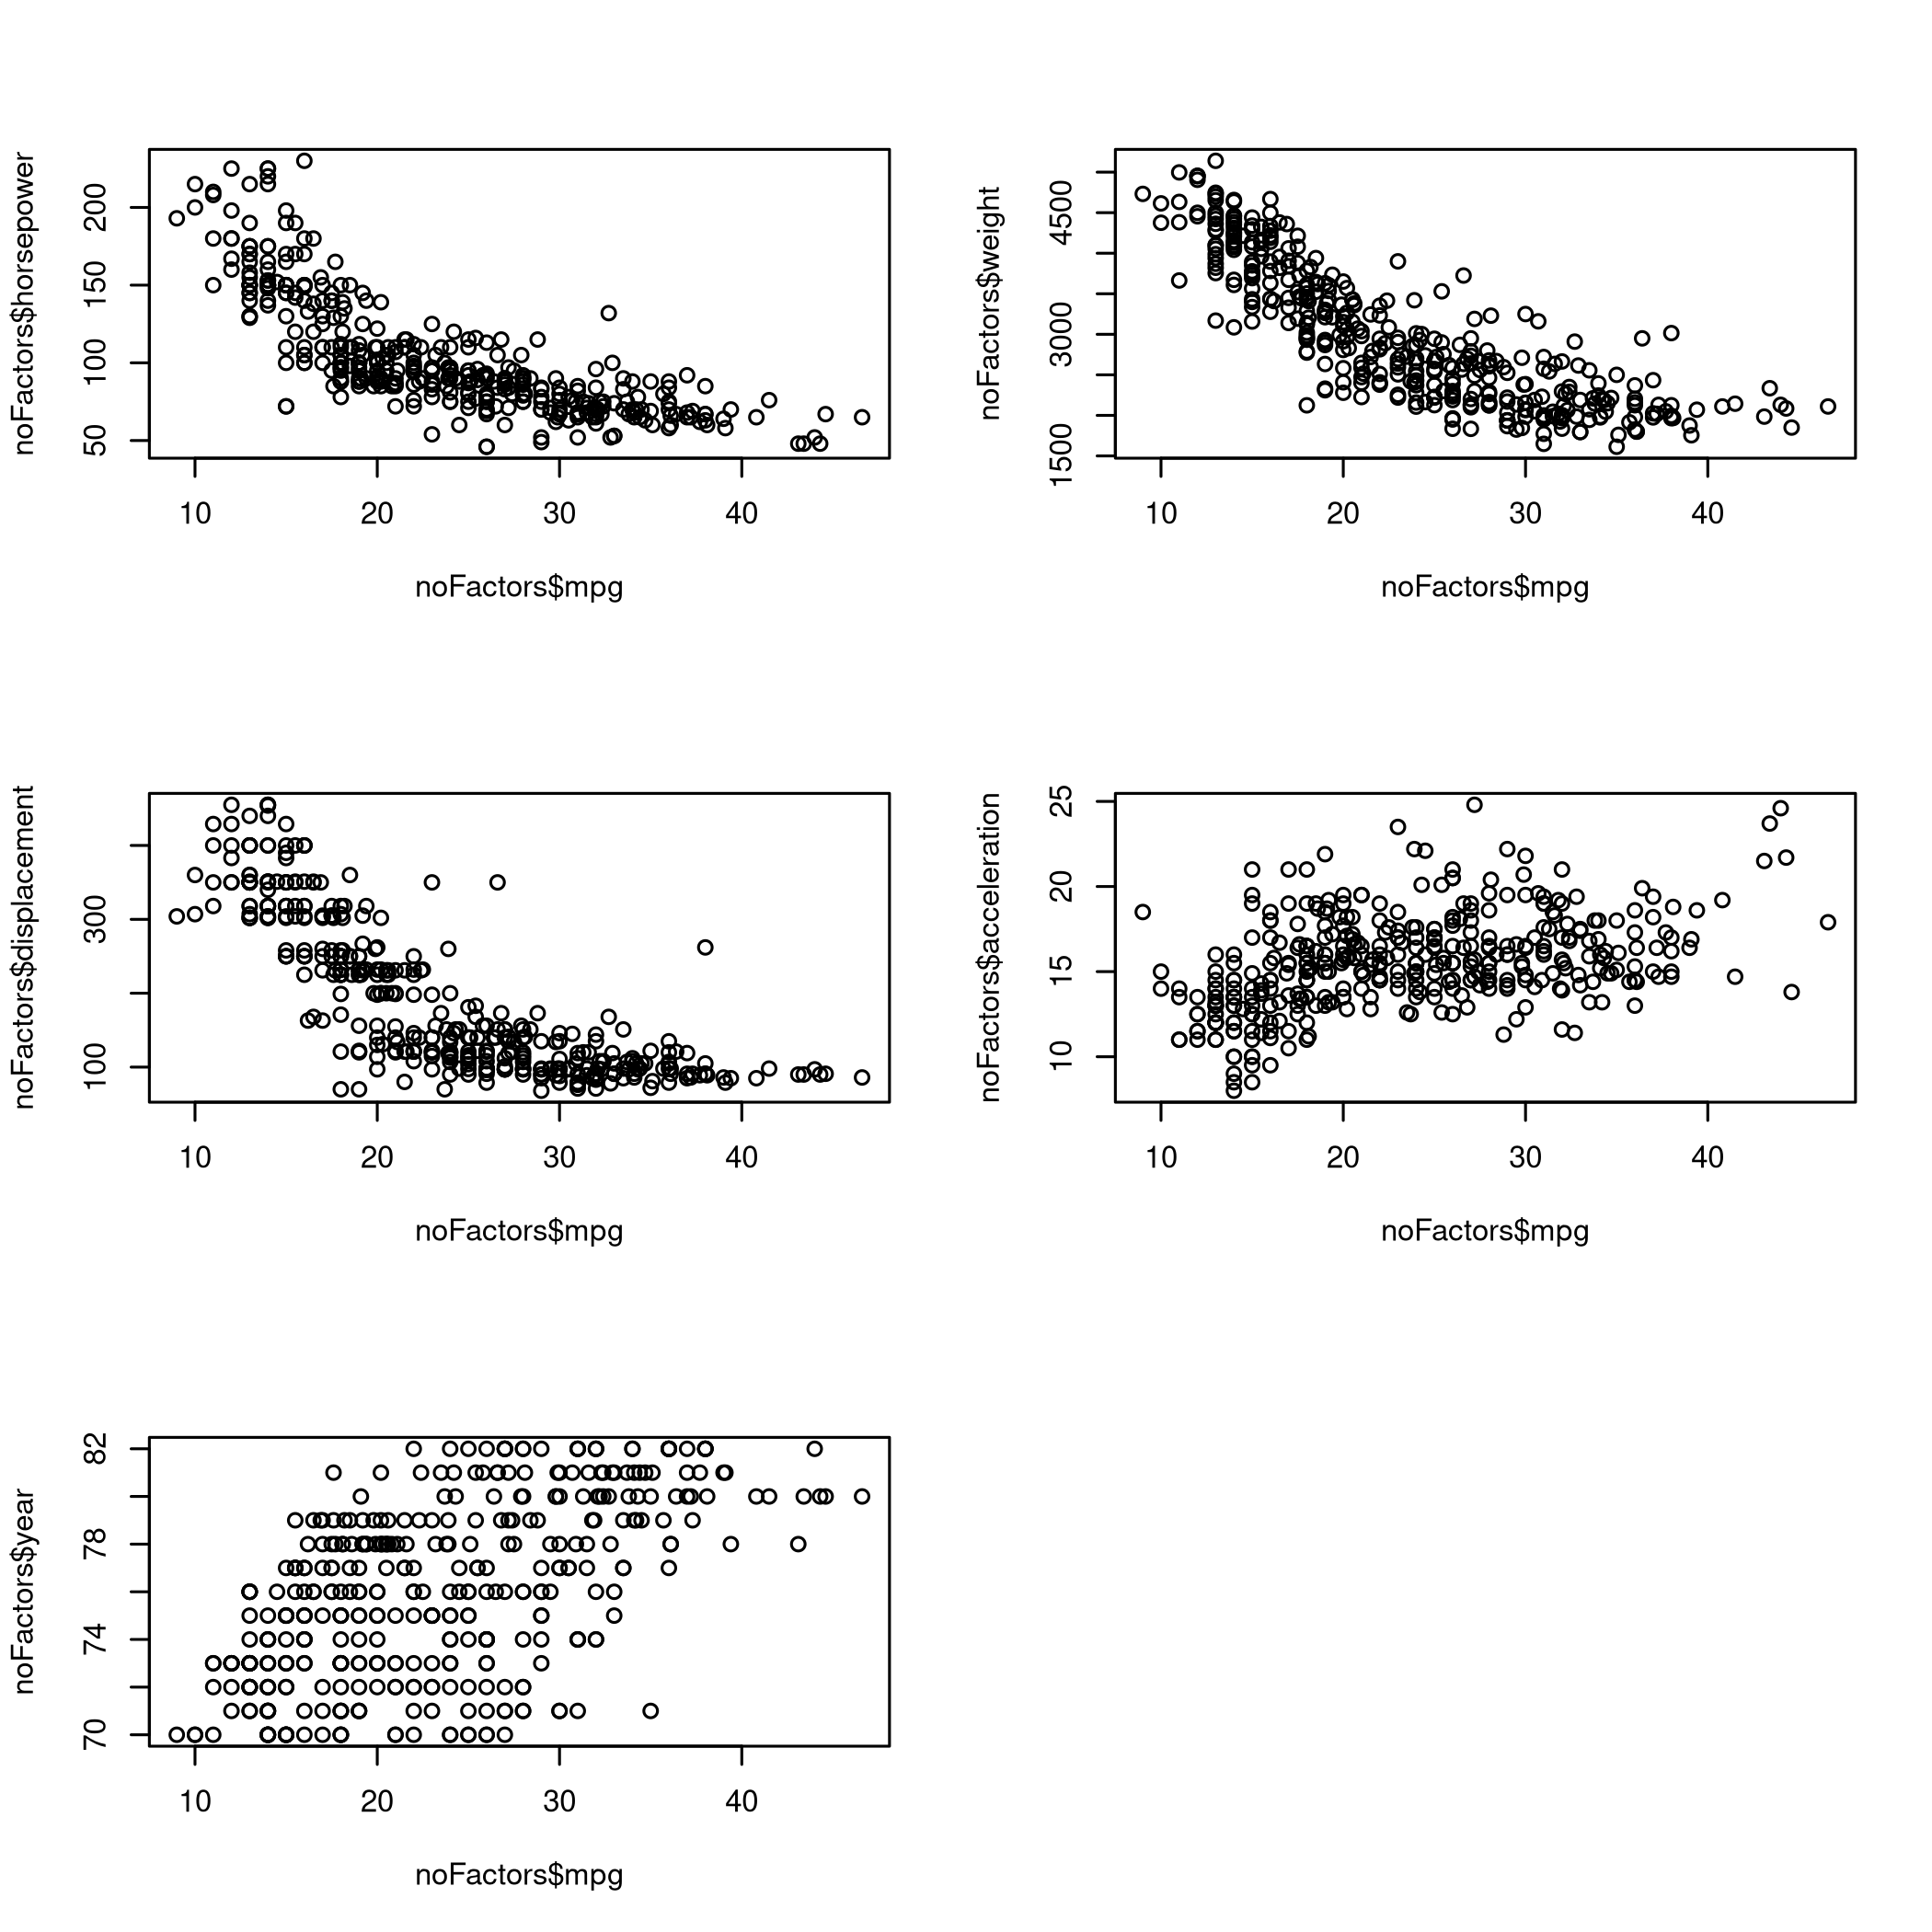 noFactors$horsepower
200
150
100
50
10 20 30 40
noFactors$mpg
noFactors$weight
4500
3000
1500
10 20 30 40
noFactors$mpg
noFactors$displacement
300
100
10 20 30 40
noFactors$mpg
noFactors$acceleration
25
20
15
10
10 20 30 40
noFactors$mpg
noFactors$year
82
78
74
70
10 20 30 40
noFactors$mpg